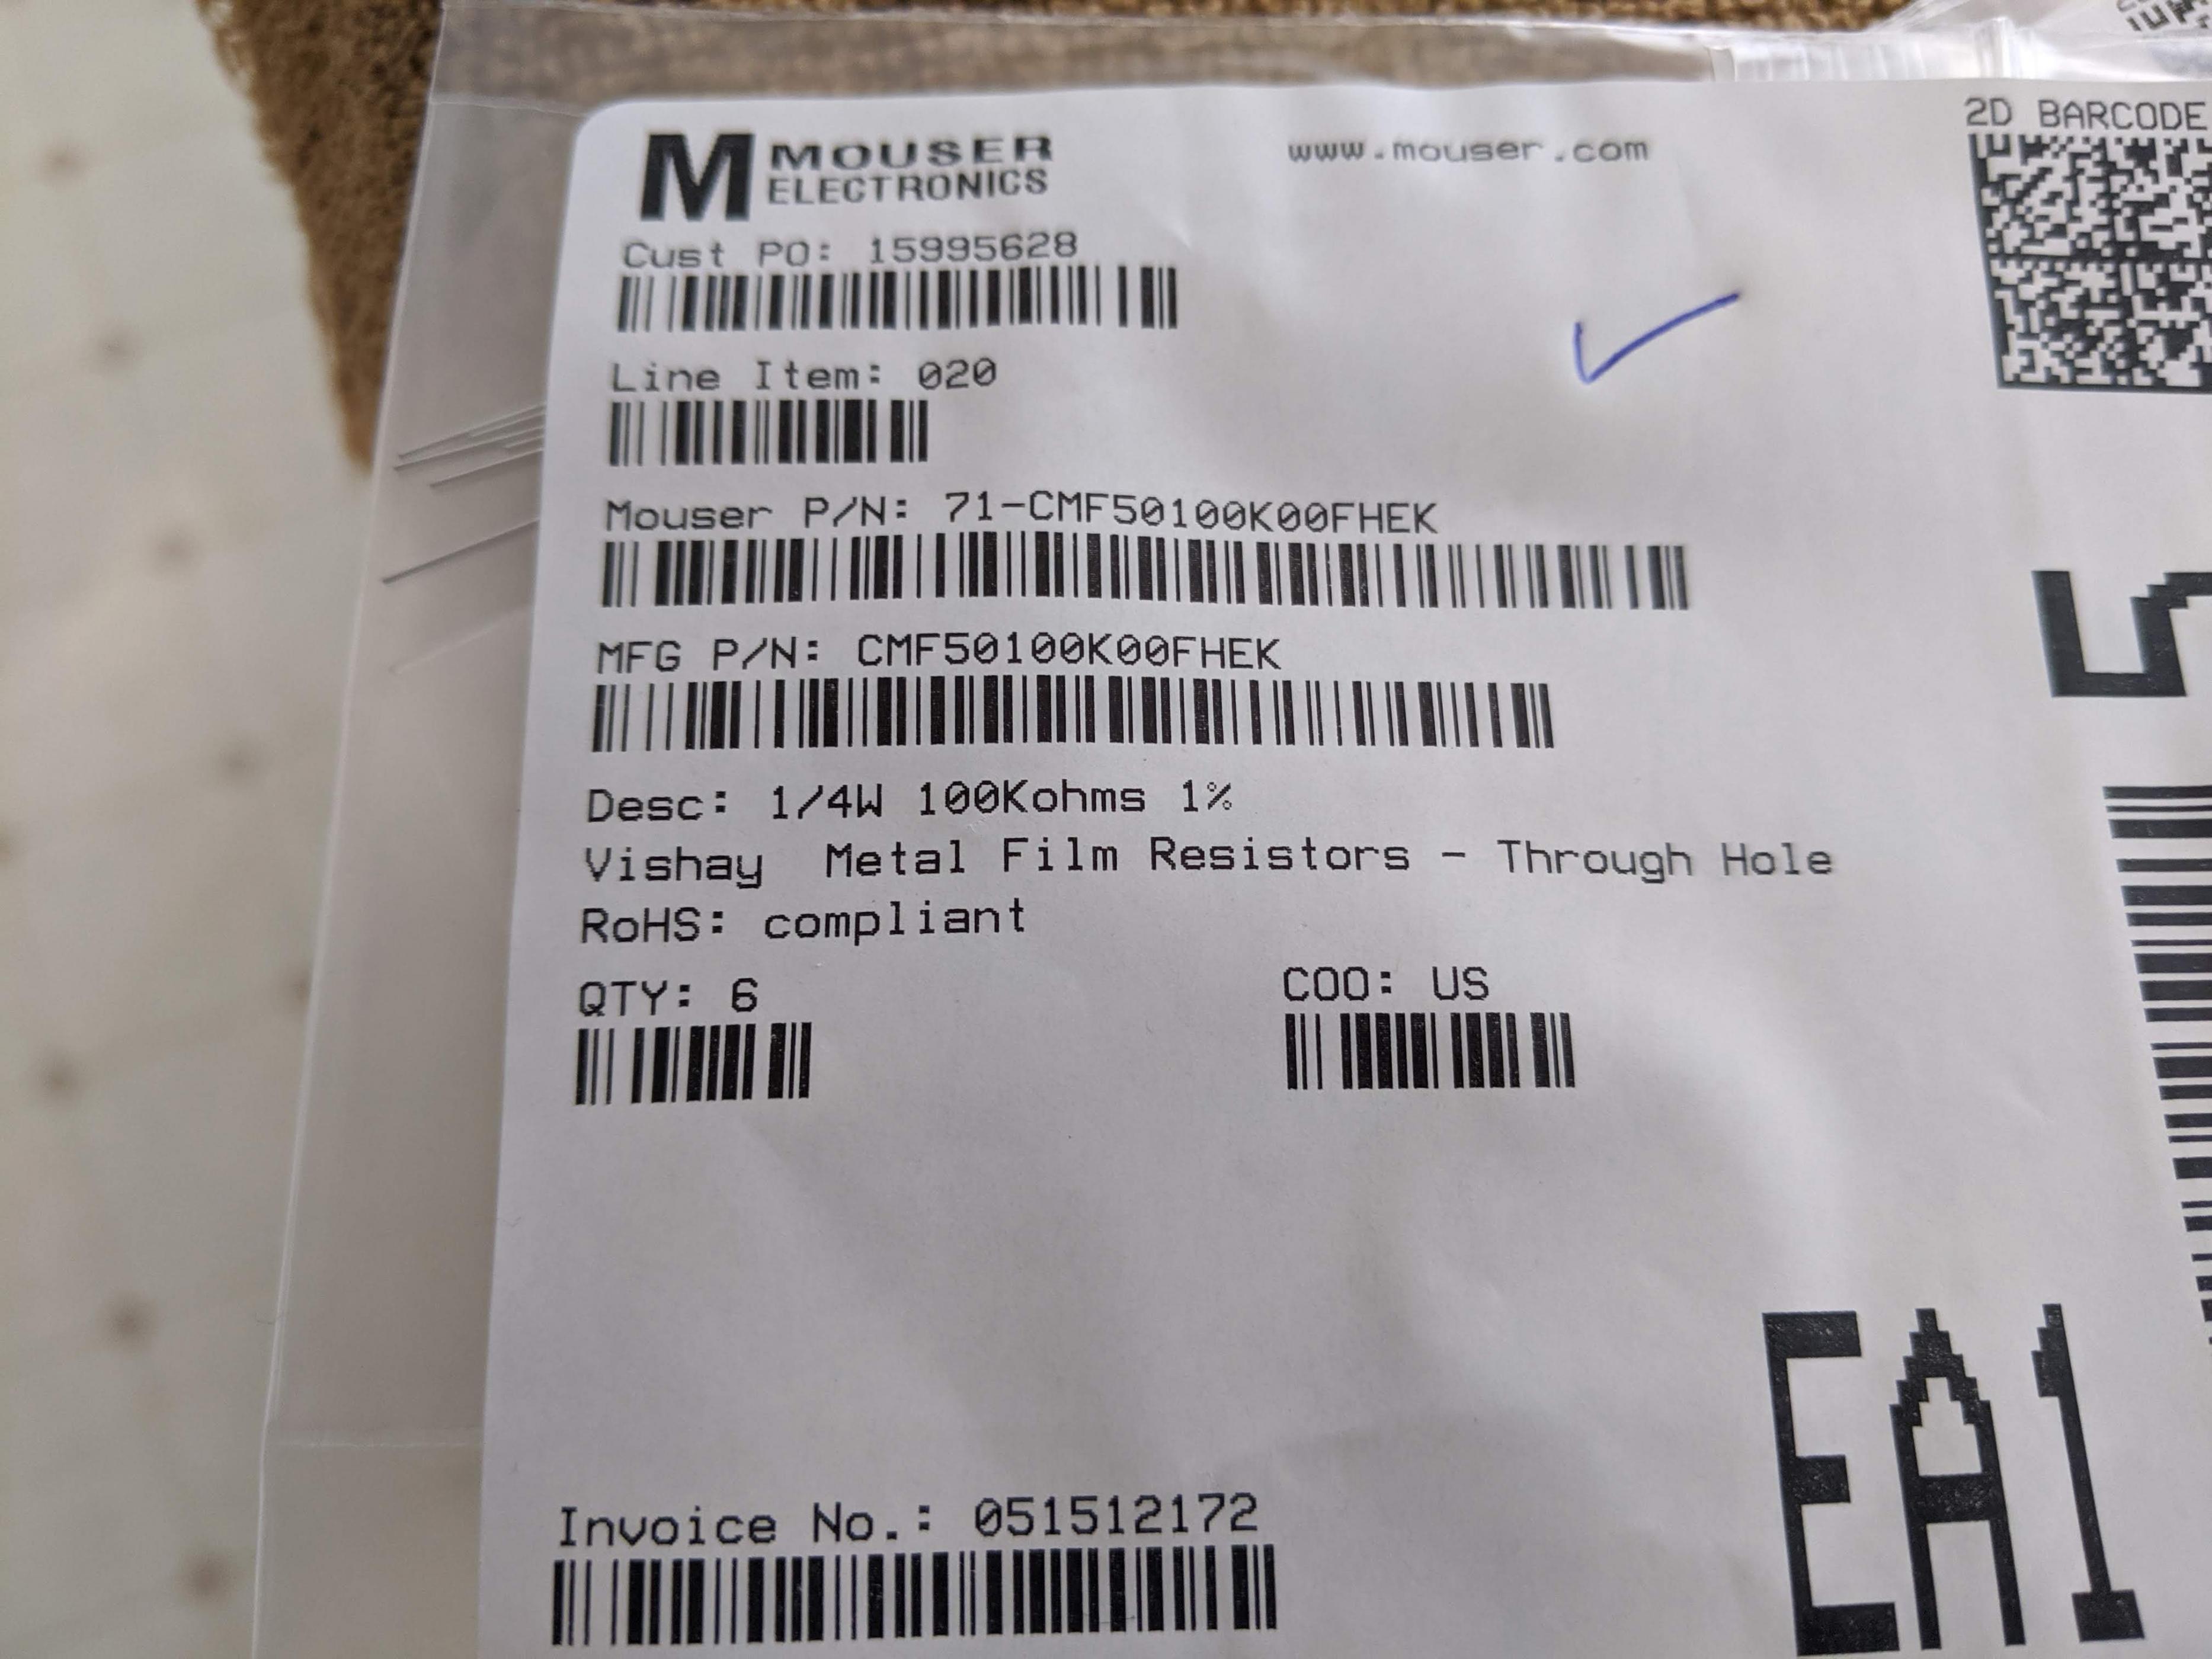 M MOUSER
ELECTRONICS
www.mouser.com
2D BARCODE
Cust PO: 15995628
Line Item: 020
Mouser P/N: 71-CMF50100K00FHEK
MFG P/N: CMF50100K00FHEK
Desc: 1/4W 100Kohms 1%
Vishay Metal Film Resistors - Through Hole
RoHS: compliant
QTY: 6
COO: US
Invoice No.: 051512172
EA1